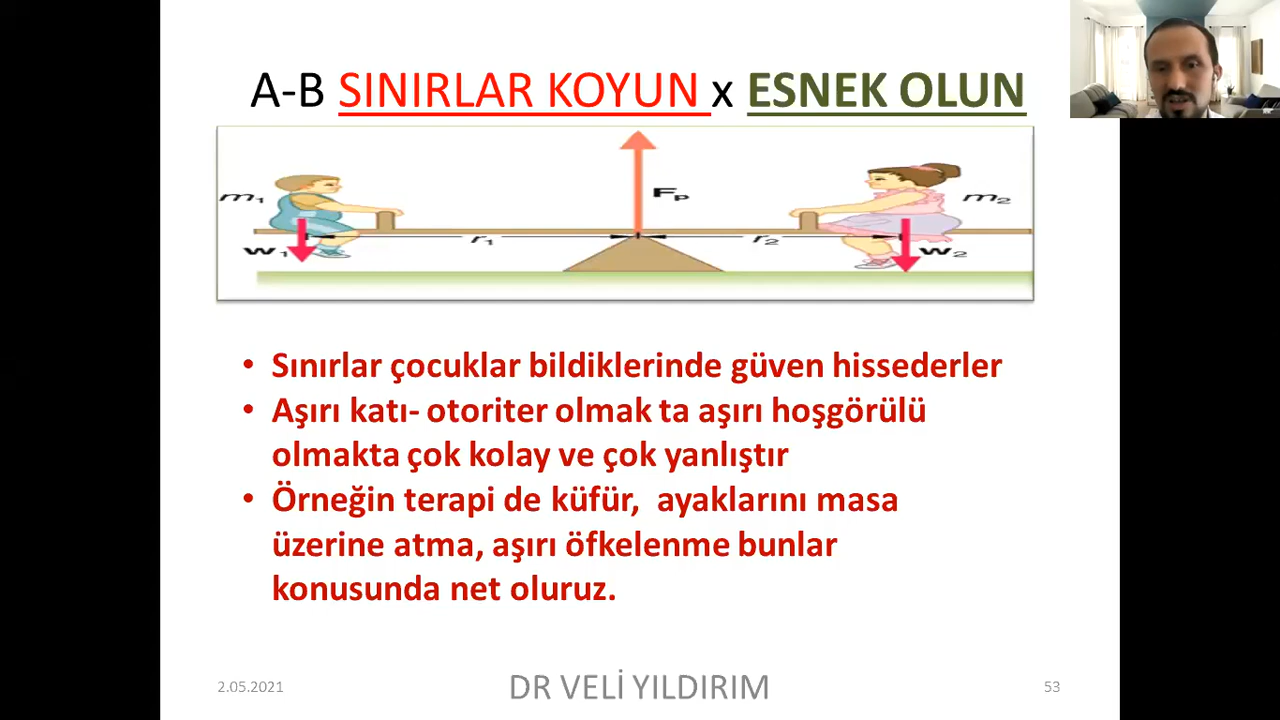 A-B SINIRLAR KOYUN x ESNEK OLUN
m1 Fp m2
r1 r2
w1 w2
• Sınırlar çocuklar bildiklerinde güven hissederler
• Aşırı katı- otoriter olmak ta aşırı hoşgörülü
olmakta çok kolay ve çok yanlıştır
• Örneğin terapi de küfür, ayaklarını masa
üzerine atma, aşırı öfkelenme bunlar
konusunda net oluruz.
2.05.2021 DR VELİ YILDIRIM 53